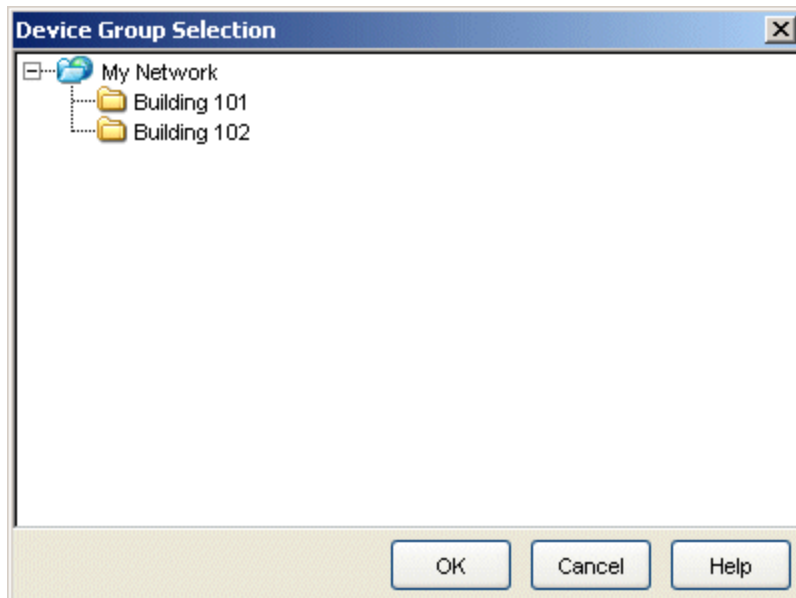 Device Group Selection
My Network
Building 101
Building 102
OK Cancel Help